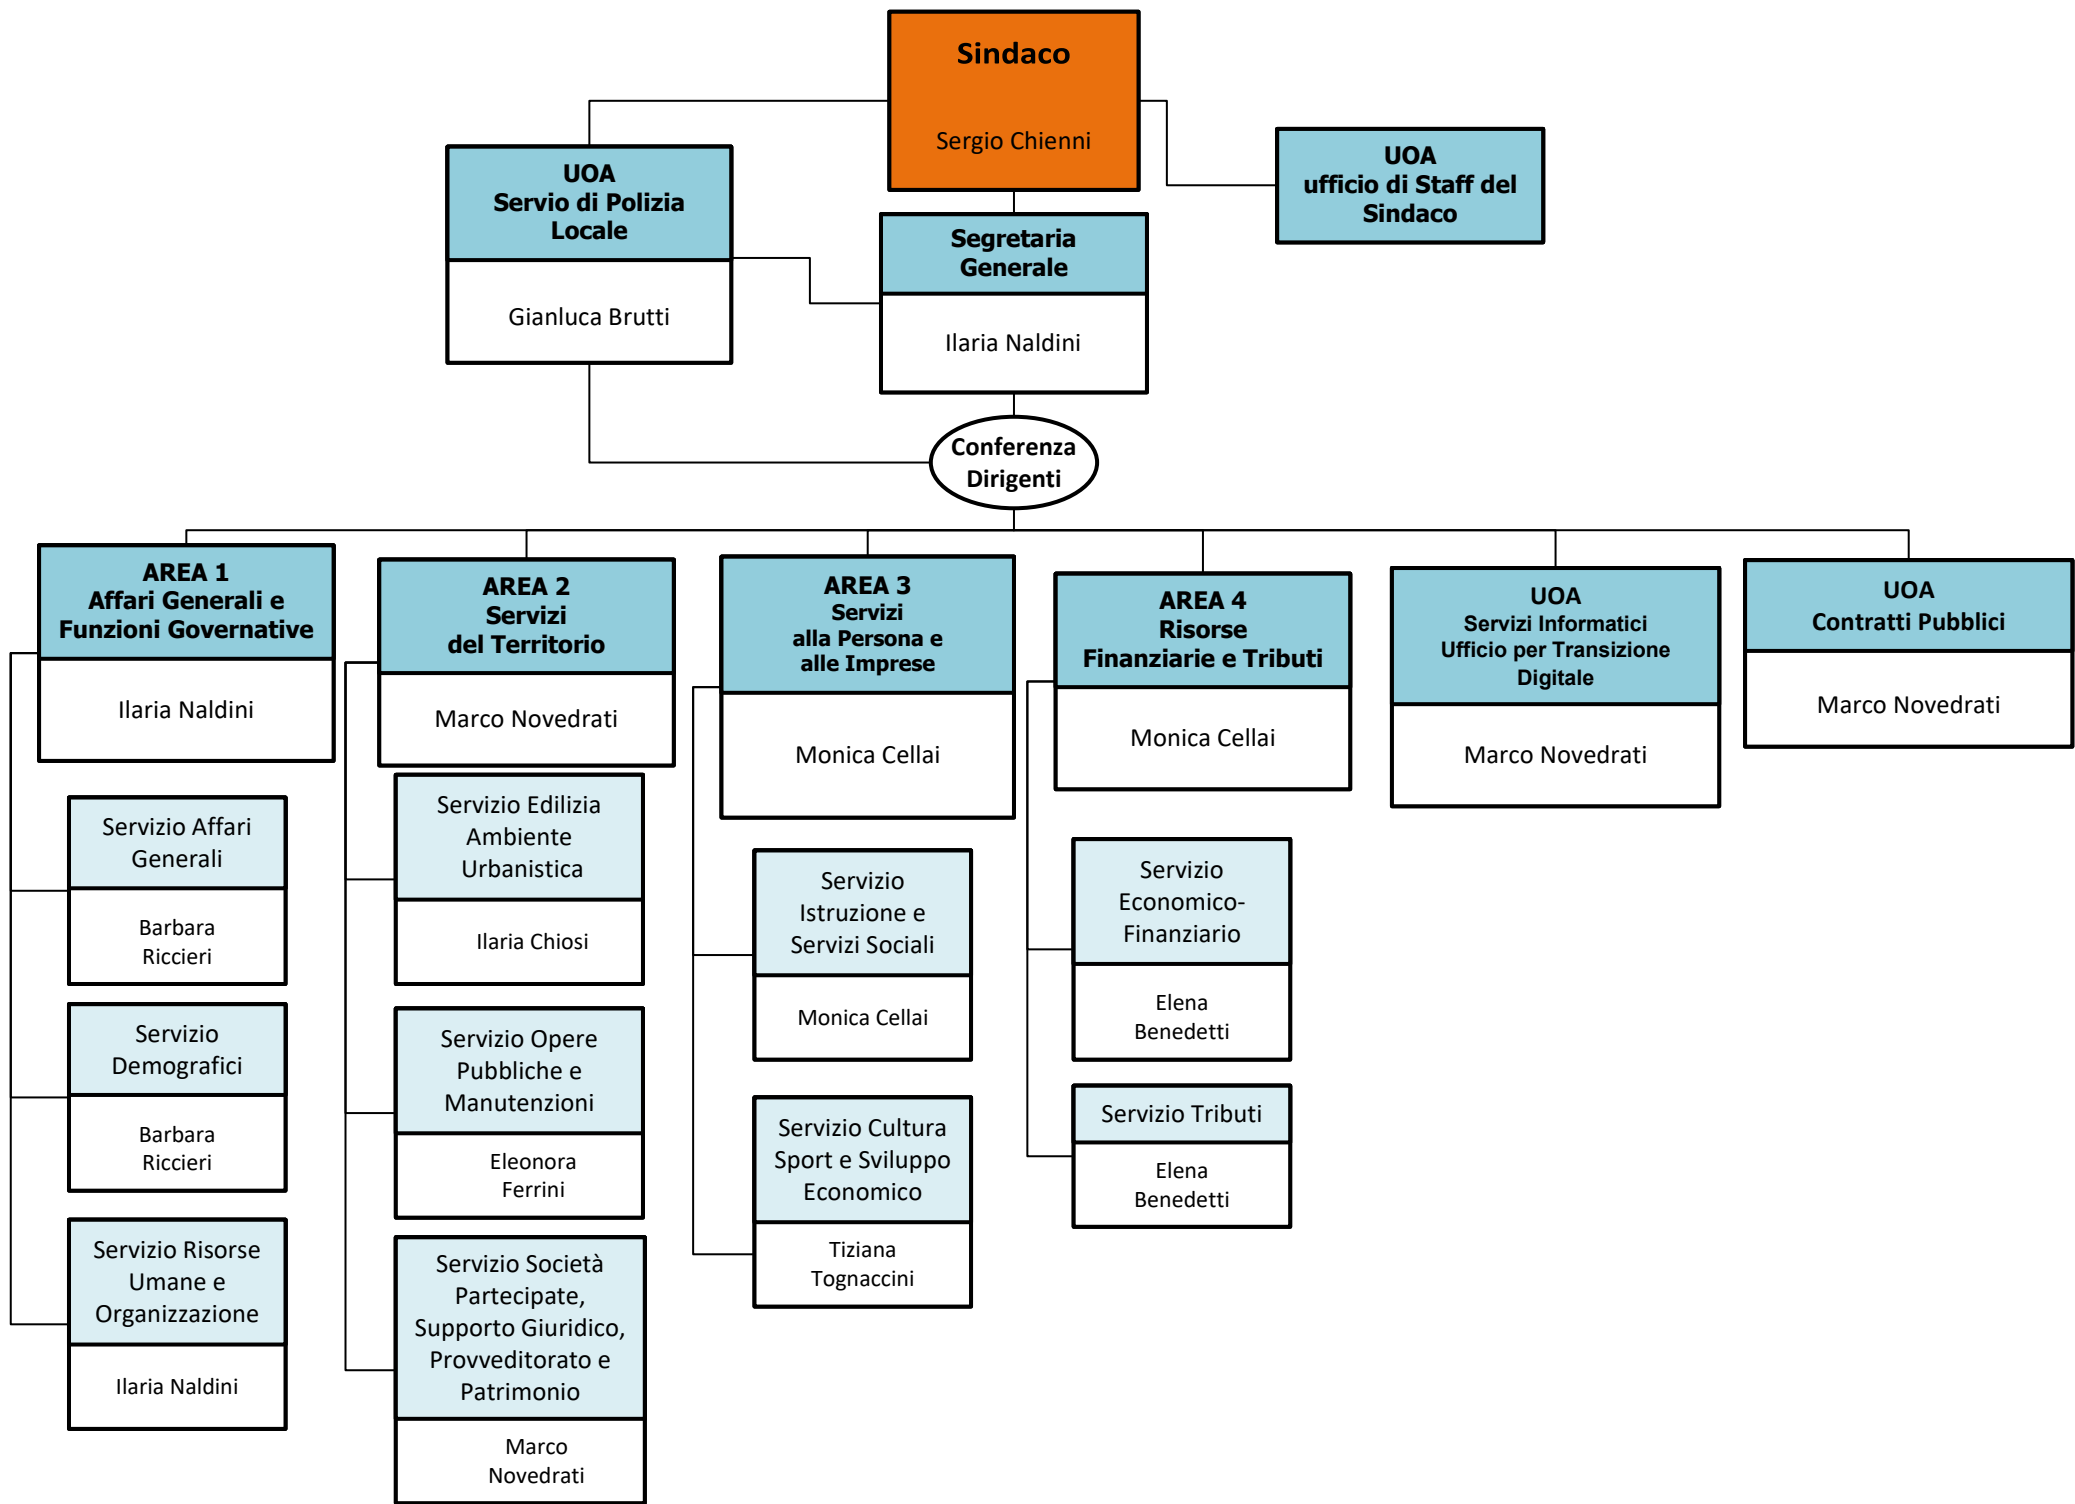 Sindaco
Sergio Chienni
UOA
Servio di Polizia
Locale
Gianluca Brutti
UOA
ufficio di Staff del
Sindaco
Segretaria
Generale
Ilaria Naldini
Conferenza
Dirigenti
AREA 1
Affari Generali e
Funzioni Governative
Ilaria Naldini
Servizio Affari
Generali
Barbara
Riccieri
Servizio
Demografici
Barbara
Riccieri
Servizio Risorse
Umane e
Organizzazione
Ilaria Naldini
AREA 2
Servizi
del Territorio
Marco Novedrati
Servizio Edilizia
Ambiente
Urbanistica
Ilaria Chiosi
Servizio Opere
Pubbliche e
Manutenzioni
Eleonora
Ferrini
Servizio Società
Partecipate,
Supporto Giuridico,
Provveditorato e
Patrimonio
Marco
Novedrati
AREA 3
Servizi
alla Persona e
alle Imprese
Monica Cellai
Servizio
Istruzione e
Servizi Sociali
Monica Cellai
Servizio Cultura
Sport e Sviluppo
Economico
Tiziana
Tognaccini
AREA 4
Risorse
Finanziarie e Tributi
Monica Cellai
Servizio
Economico-
Finanziario
Elena
Benedetti
Servizio Tributi
Elena
Benedetti
UOA
Servizi Informatici
Ufficio per Transizione
Digitale
Marco Novedrati
UOA
Contratti Pubblici
Marco Novedrati